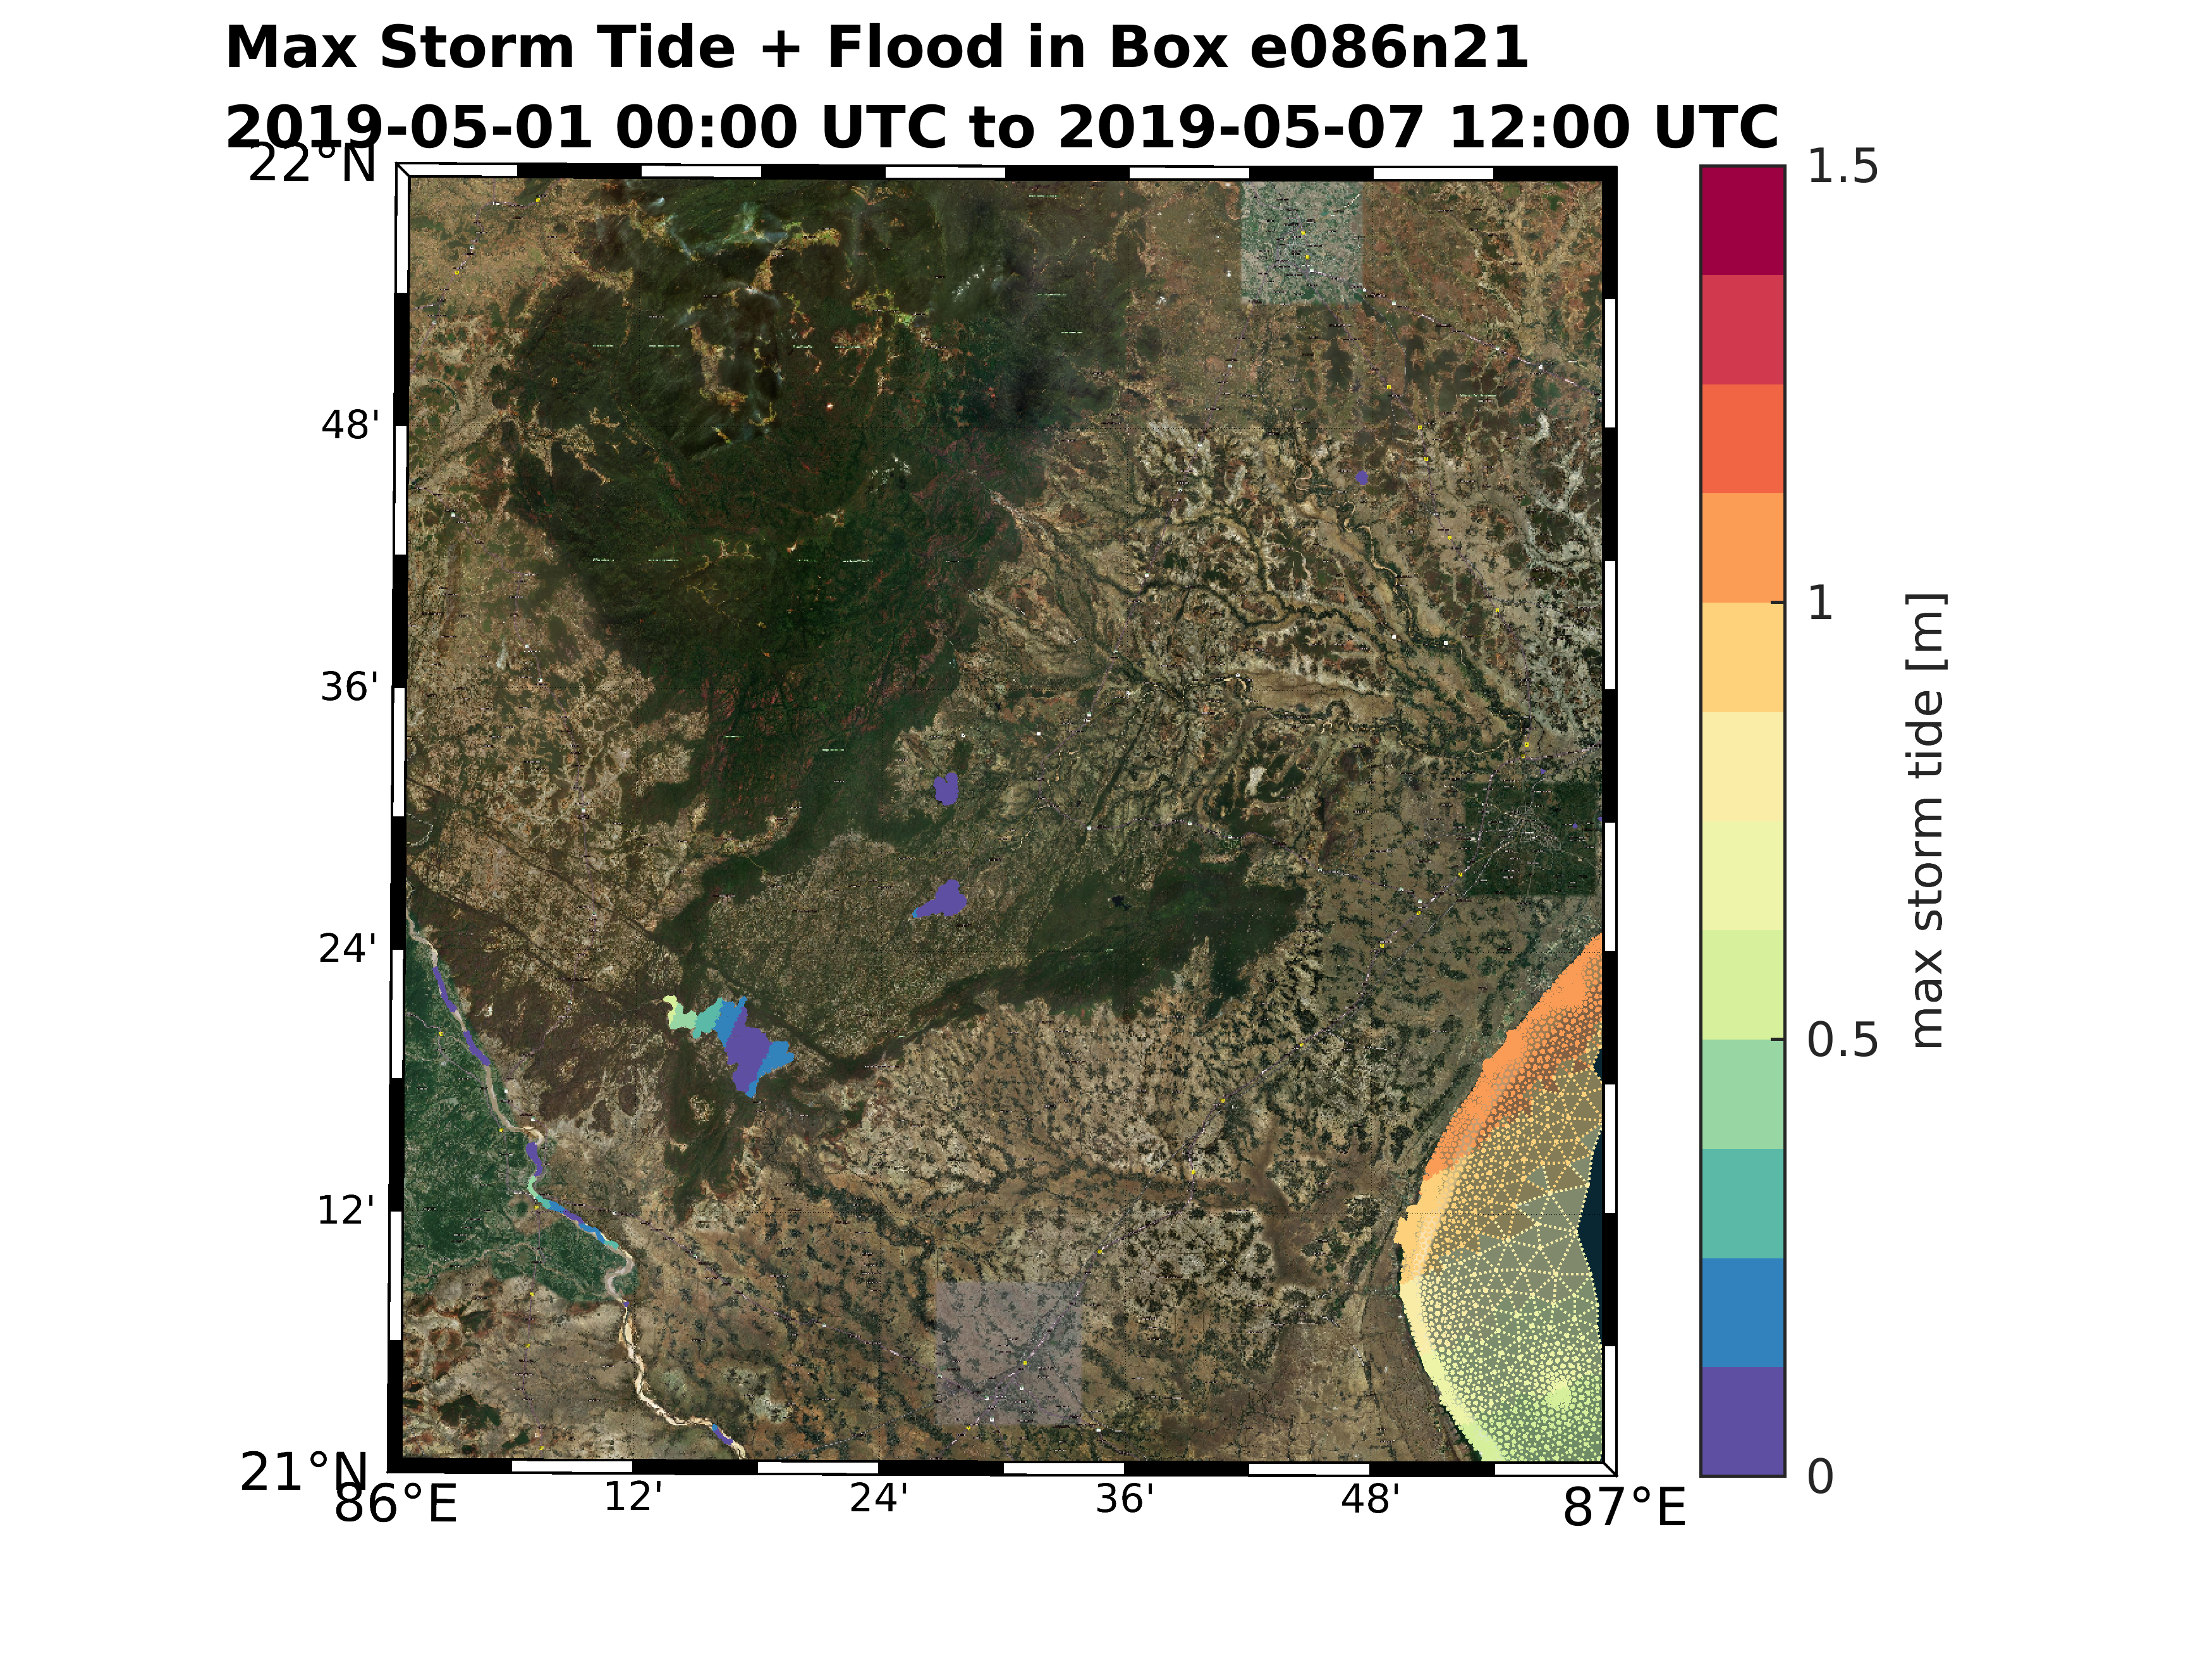 Max Storm Tide + Flood in Box e086n21
2019-05-01 00:00 UTC to 2019-05-07 12:00 UTC
22°N
48'
36'
24'
12'
21°N
86°E
12'
24'
36'
48'
87°E
1.5
1
0.5
0
max storm tide [m]